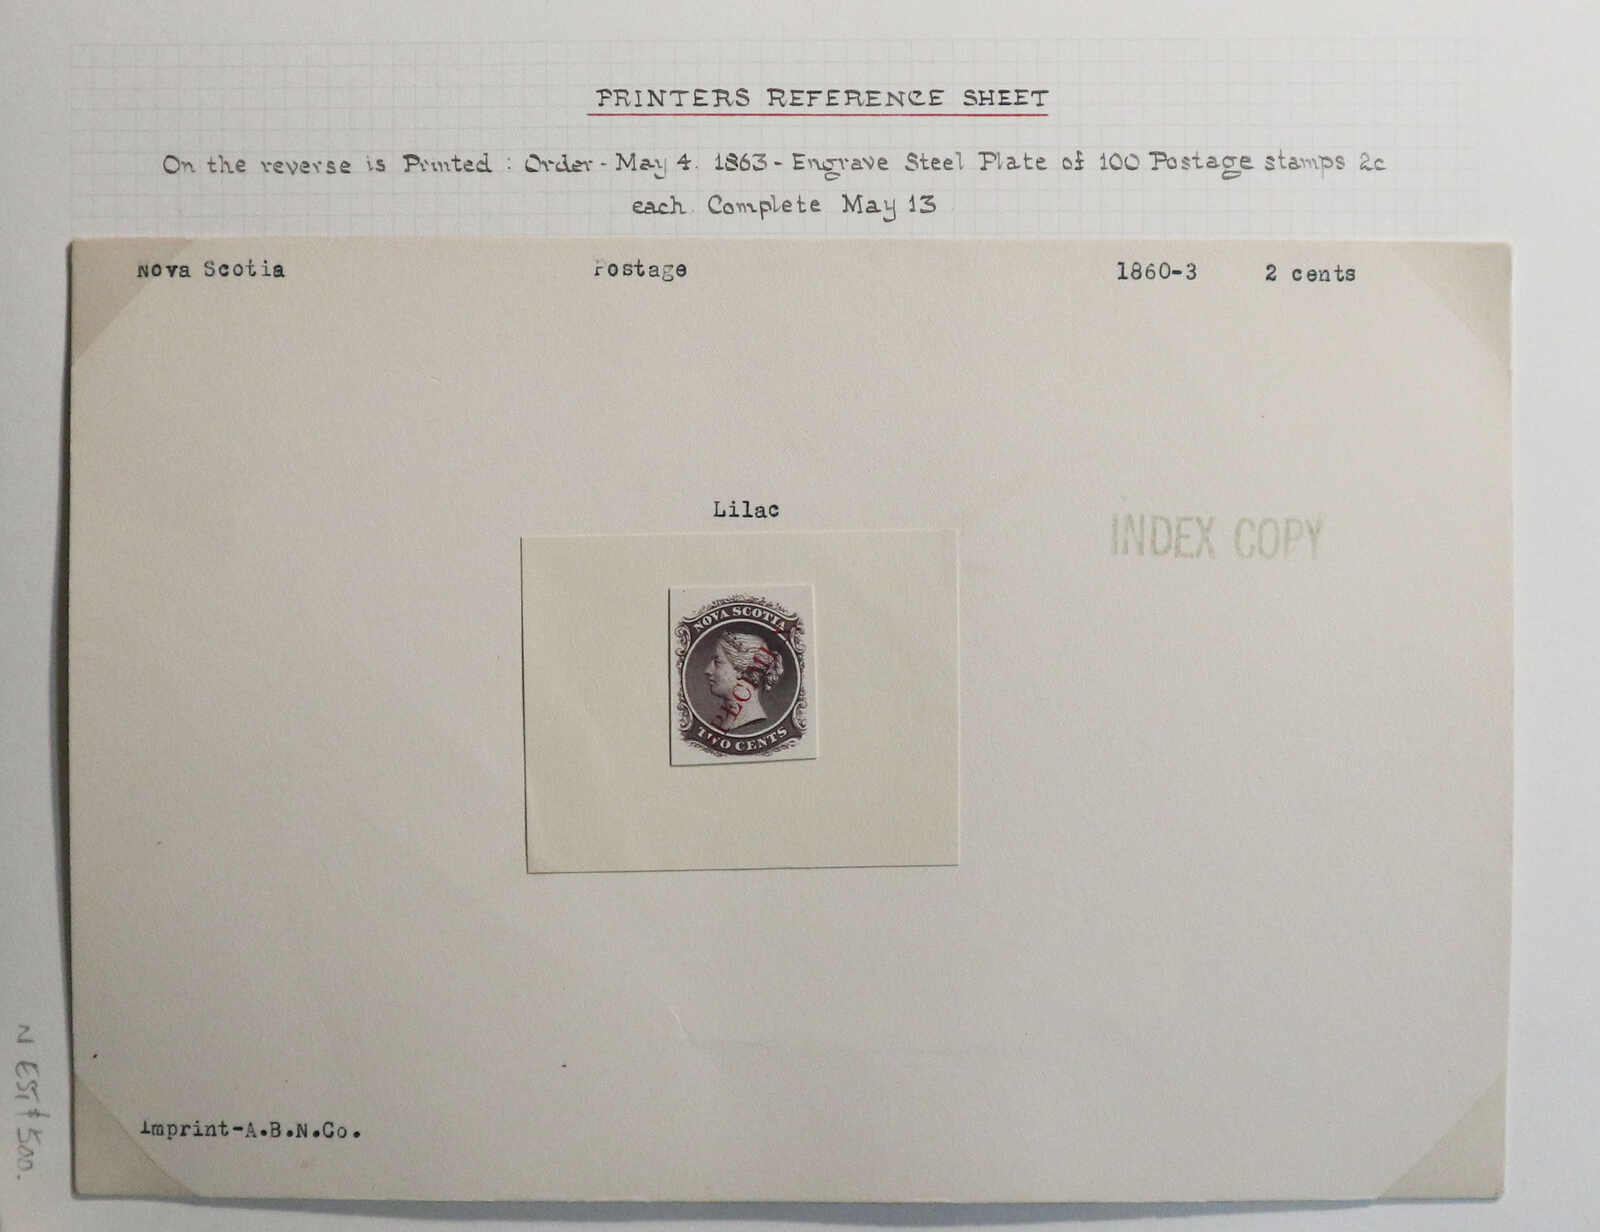 PRINTERS REFERENCE SHEET
On the reverse is Printed : Order - May 4. 1863 - Engrave Steel Plate of 100 Postage stamps 2c
each. Complete May 13
Nova Scotia Postage 1860-3 2 cents
Lilac
INDEX COPY
NOVA SCOTIA
SPECIMEN
TWO CENTS
Imprint-A.B.N.Co.
N EST $500.